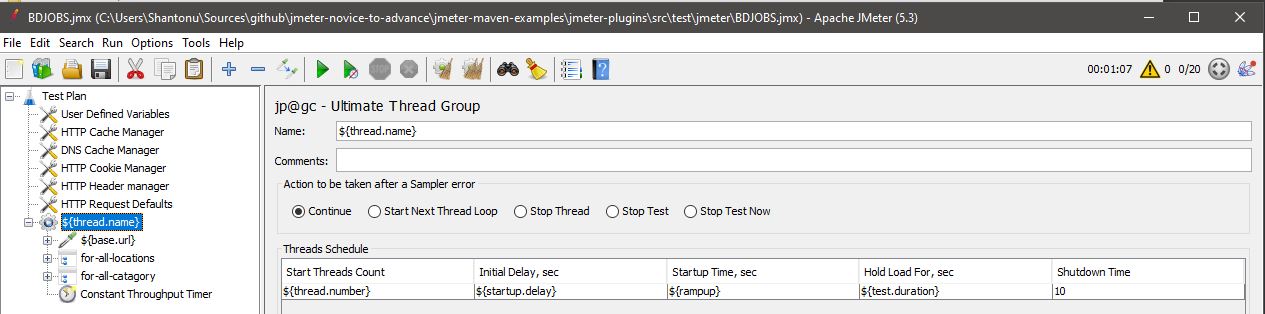 BDJOBS.jmx (C:\Users\Shantonu\Sources\github\jmeter-novice-to-advance\jmeter-maven-examples\jmeter-plugins\src\test\jmeter\BDJOBS.jmx) - Apache JMeter (5.3)
File Edit Search Run Options Tools Help
STOP 00:01:07 0 0/20
Test Plan
User Defined Variables
HTTP Cache Manager
DNS Cache Manager
HTTP Cookie Manager
HTTP Header manager
HTTP Request Defaults
${thread.name}
${base.url}
for-all-locations
for-all-catagory
Constant Throughput Timer
jp@gc - Ultimate Thread Group
Name: ${thread.name}
Comments:
Action to be taken after a Sampler error
Continue Start Next Thread Loop Stop Thread Stop Test Stop Test Now
Threads Schedule
Start Threads Count Initial Delay, sec Startup Time, sec Hold Load For, sec Shutdown Time
${thread.number} ${startup.delay} ${rampup} ${test.duration} 10